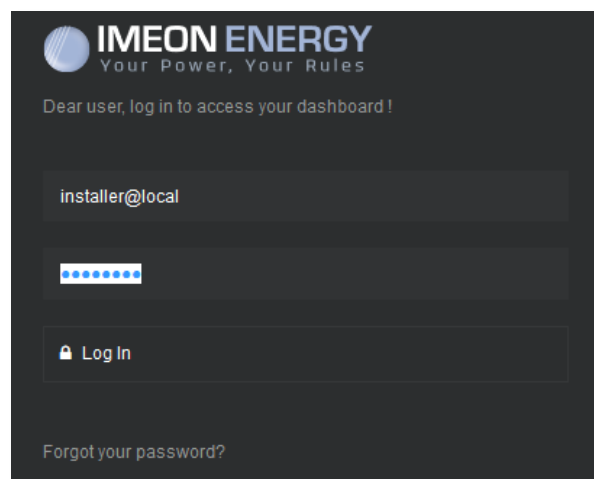 IMEON ENERGY
Your Power, Your Rules
Dear user, log in to access your dashboard !
installer@local
••••••••
Log In
Forgot your password?